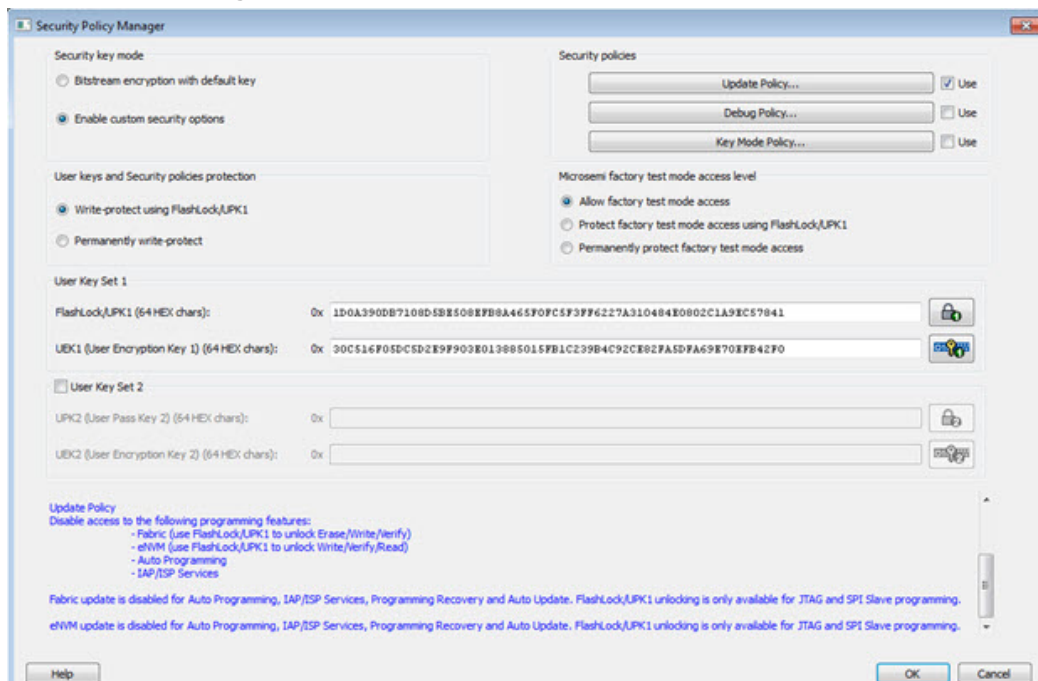 Security Policy Manager
Security key mode
Bitstream encryption with default key
Enable custom security options
Security policies
Update Policy... Use
Debug Policy... Use
Key Mode Policy... Use
User keys and Security policies protection
Write-protect using FlashLock/UPK1
Permanently write-protect
Microsemi factory test mode access level
Allow factory test mode access
Protect factory test mode access using FlashLock/UPK1
Permanently protect factory test mode access
User Key Set 1
FlashLock/UPK1 (64 HEX chars): 0x 1D0A390DB7108D5BE508EFB8A465F0FC5F3FF6227A310484E0802C1A9EC57841
UEK1 (User Encryption Key 1) (64 HEX chars): 0x 30C516F05DC5D2E9F903E013885015FB1C239B4C92CE82FA5DFA69E70EFB42F0
User Key Set 2
UPK2 (User Pass Key 2) (64 HEX chars): 0x
UEK2 (User Encryption Key 2) (64 HEX chars): 0x
Update Policy
Disable access to the following programming features:
- Fabric (use FlashLock/UPK1 to unlock Erase/Write/Verify)
- eNVM (use FlashLock/UPK1 to unlock Write/Verify/Read)
- Auto Programming
- IAP/ISP Services
Fabric update is disabled for Auto Programming, IAP/ISP Services, Programming Recovery and Auto Update. FlashLock/UPK1 unlocking is only available for JTAG and SPI Slave programming.
eNVM update is disabled for Auto Programming, IAP/ISP Services, Programming Recovery and Auto Update. FlashLock/UPK1 unlocking is only available for JTAG and SPI Slave programming.
Help OK Cancel